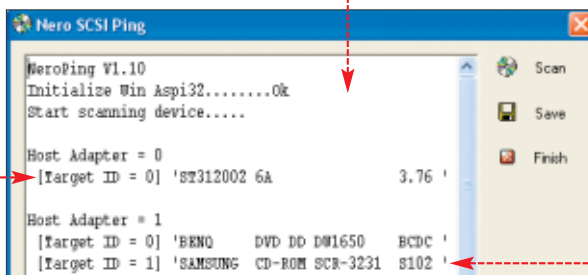 Nero SCSI Ping
NeroPing V1.10
Initialize Win Aspi32........Ok
Start scanning device.....
Host Adapter = 0
[Target ID = 0] 'ST312002 6A 3.76 '
Host Adapter = 1
[Target ID = 0] 'BENQ DVD DD DW1650 BCDC '
[Target ID = 1] 'SAMSUNG CD-ROM SCR-3231 S102 '
Scan
Save
Finish